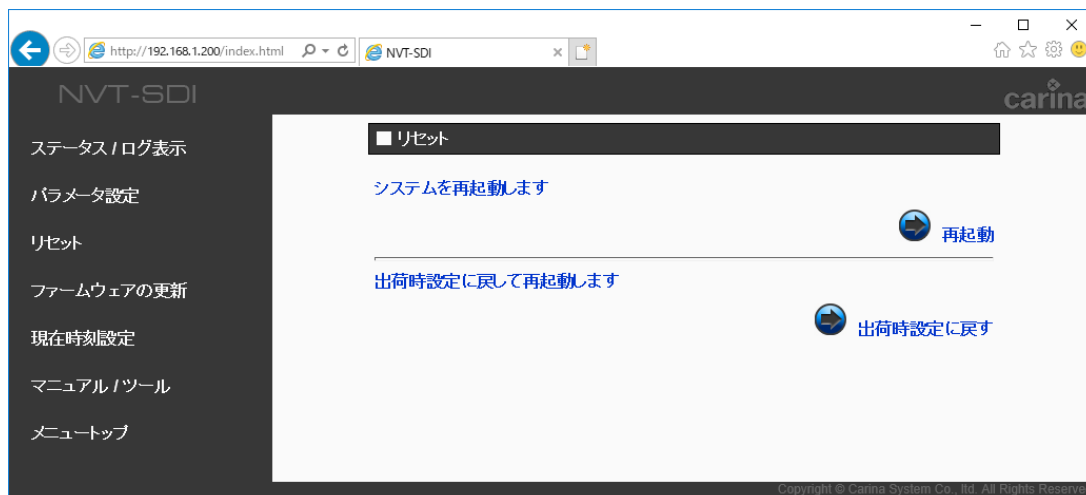 http://192.168.1.200/index.html
NVT-SDI
NVT-SDI
carina
ステータス / ログ表示
パラメータ設定
リセット
ファームウェアの更新
現在時刻設定
マニュアル / ツール
メニュートップ
■ リセット
システムを再起動します
再起動
出荷時設定に戻して再起動します
出荷時設定に戻す
Copyright © Carina System Co., ltd. All Rights Reserve